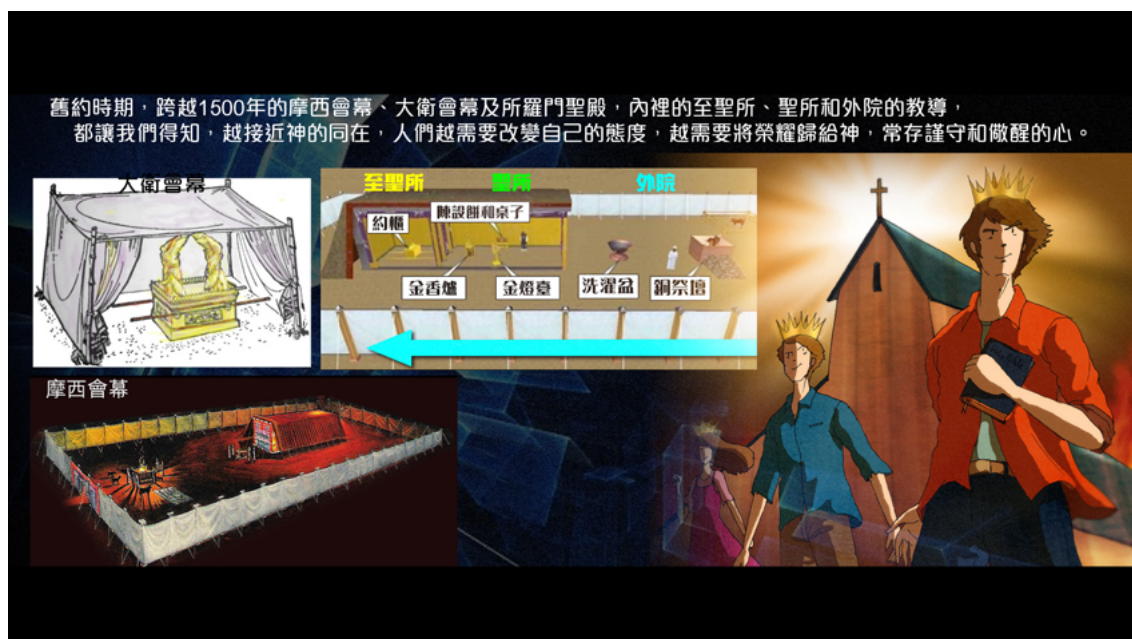 舊約時期，跨越1500年的摩西會幕、大衛會幕及所羅門聖殿，內裡的至聖所、聖所和外院的教導，
都讓我們得知，越接近神的同在，人們越需要改變自己的態度，越需要將榮耀歸給神，常存謹守和儆醒的心。
大衛會幕
至聖所
聖所
外院
約櫃
陳設餅和桌子
金香爐
金燈臺
洗濯盆
銅祭壇
摩西會幕